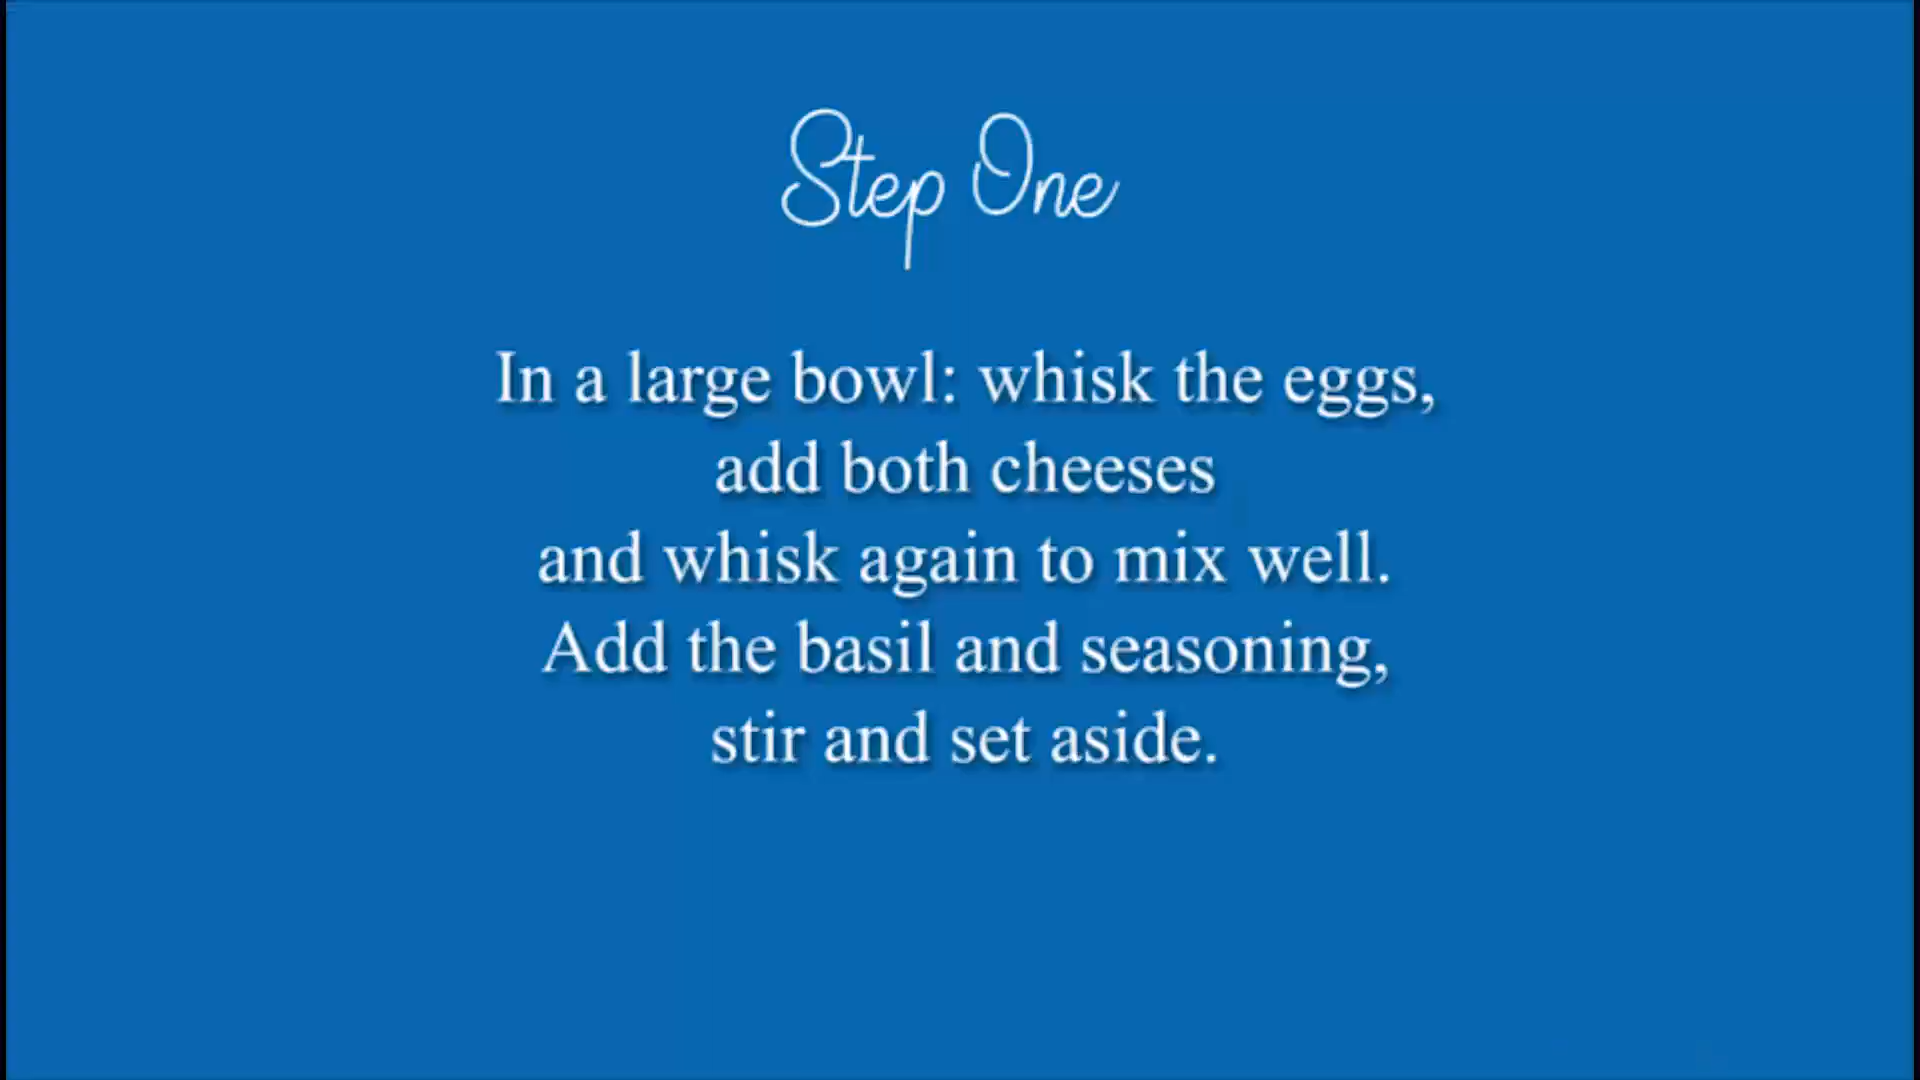 Step One
In a large bowl: whisk the eggs,
add both cheeses
and whisk again to mix well.
Add the basil and seasoning,
stir and set aside.